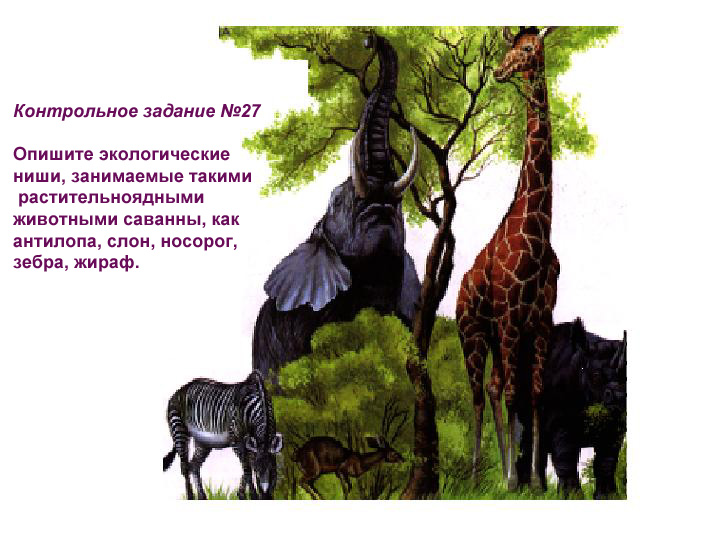 Контрольное задание №27
Опишите экологические
ниши, занимаемые такими
растительноядными
животными саванны, как
антилопа, слон, носорог,
зебра, жираф.